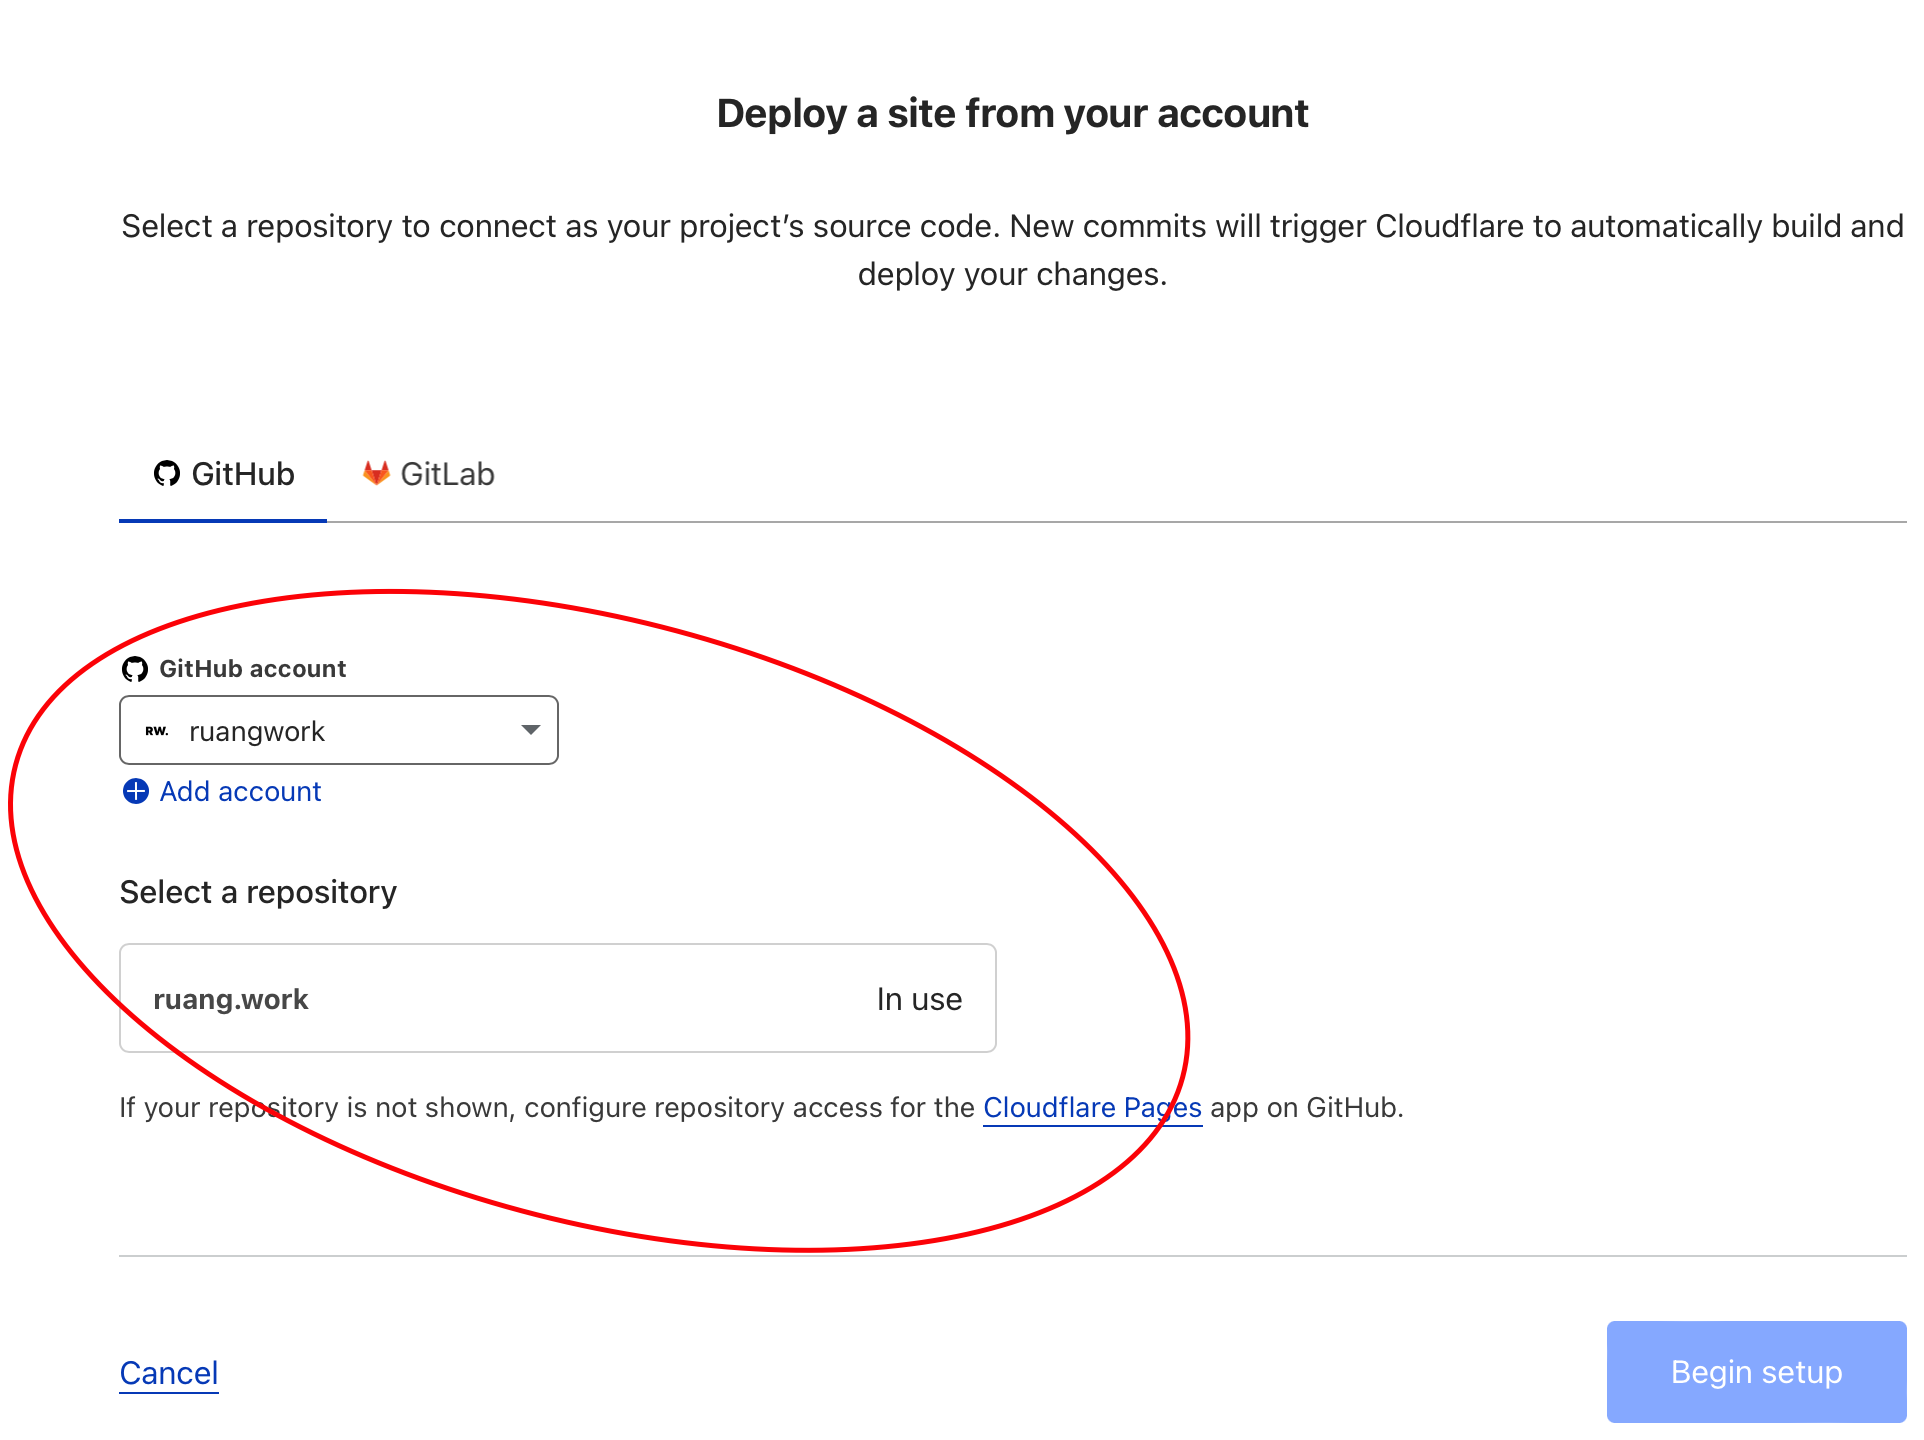 Deploy a site from your account
Select a repository to connect as your project’s source code. New commits will trigger Cloudflare to automatically build and
deploy your changes.
GitHub
GitLab
GitHub account
RW. ruangwork
Add account
Select a repository
ruang.work In use
If your repository is not shown, configure repository access for the Cloudflare Pages app on GitHub.
Cancel
Begin setup